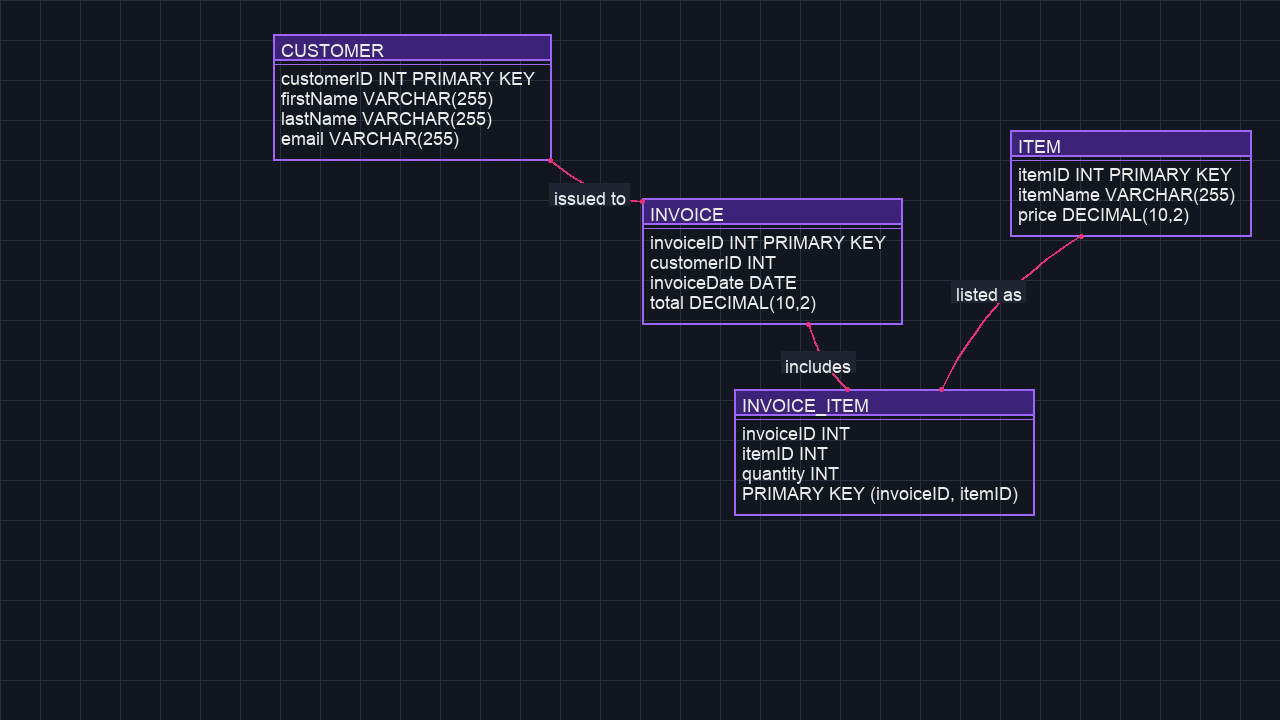 CUSTOMER
customerID INT PRIMARY KEY
firstName VARCHAR(255)
lastName VARCHAR(255)
email VARCHAR(255)
issued to
INVOICE
invoiceID INT PRIMARY KEY
customerID INT
invoiceDate DATE
total DECIMAL(10,2)
ITEM
itemID INT PRIMARY KEY
itemName VARCHAR(255)
price DECIMAL(10,2)
listed as
includes
INVOICE_ITEM
invoiceID INT
itemID INT
quantity INT
PRIMARY KEY (invoiceID, itemID)